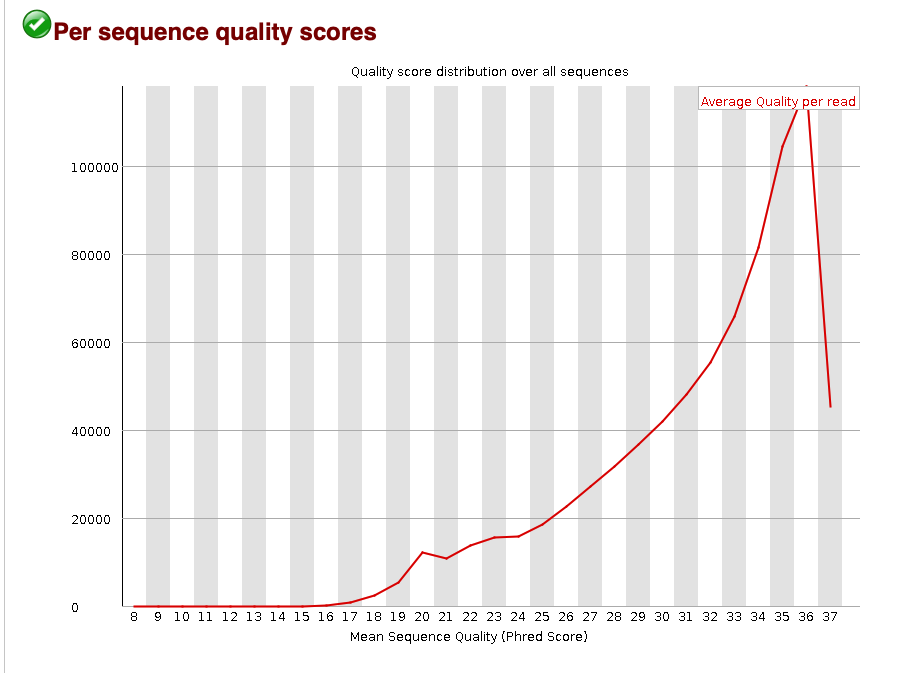 Per sequence quality scores
Quality score distribution over all sequences
Average Quality per read
100000
80000
60000
40000
20000
0
8 9 10 11 12 13 14 15 16 17 18 19 20 21 22 23 24 25 26 27 28 29 30 31 32 33 34 35 36 37
Mean Sequence Quality (Phred Score)